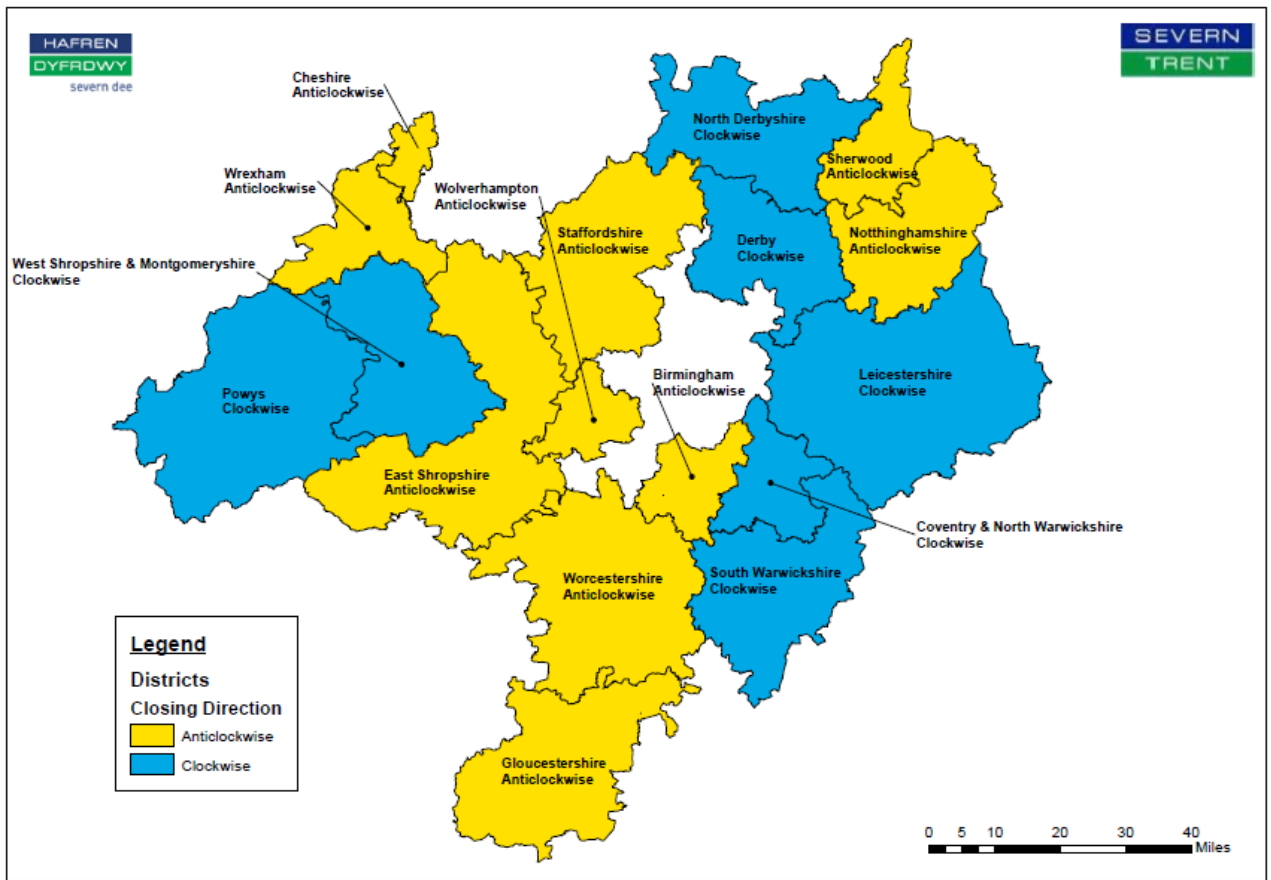 HAFREN
DYFRDWY
severn dee
SEVERN
TRENT
Cheshire
Anticlockwise
North Derbyshire
Clockwise
Sherwood
Anticlockwise
Wrexham
Anticlockwise
Wolverhampton
Anticlockwise
Staffordshire
Anticlockwise
Derby
Clockwise
Notthinghamshire
Anticlockwise
West Shropshire & Montgomeryshire
Clockwise
Powys
Clockwise
Birmingham
Anticlockwise
Leicestershire
Clockwise
East Shropshire
Anticlockwise
Coventry & North Warwickshire
Clockwise
Worcestershire
Anticlockwise
South Warwickshire
Clockwise
Gloucestershire
Anticlockwise
Legend
Districts
Closing Direction
Anticlockwise
Clockwise
0 5 10 20 30 40
Miles